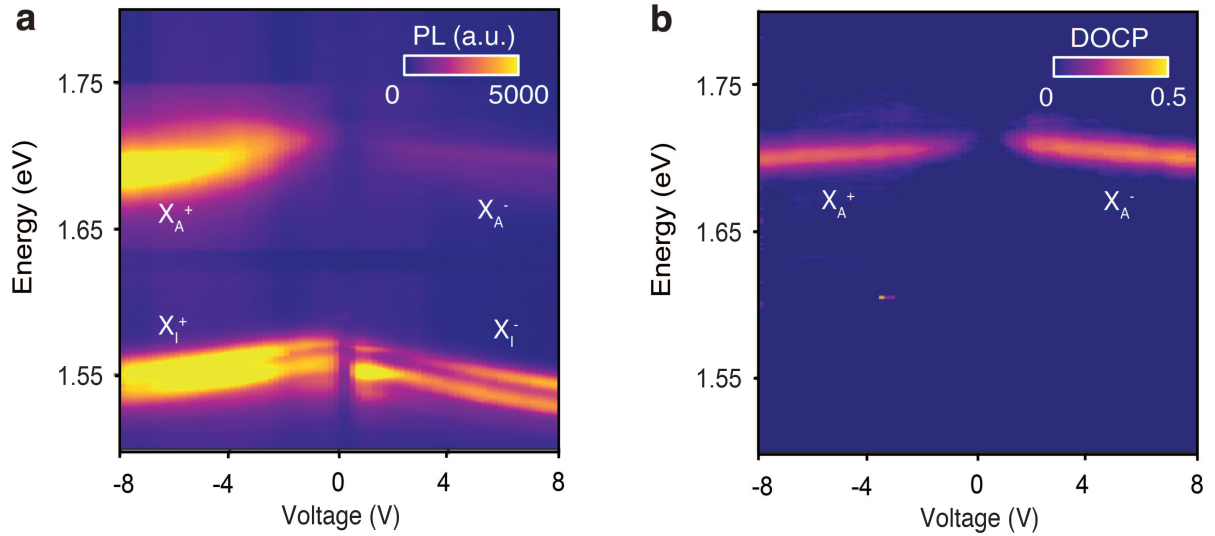 a
PL (a.u.)
0 5000
1.75
1.65
1.55
Energy (eV)
X_A^+
X_A^-
X_I^+
X_I^-
-8 -4 0 4 8
Voltage (V)
b
DOCP
0 0.5
1.75
1.65
1.55
Energy (eV)
X_A^+
X_A^-
-8 -4 0 4 8
Voltage (V)